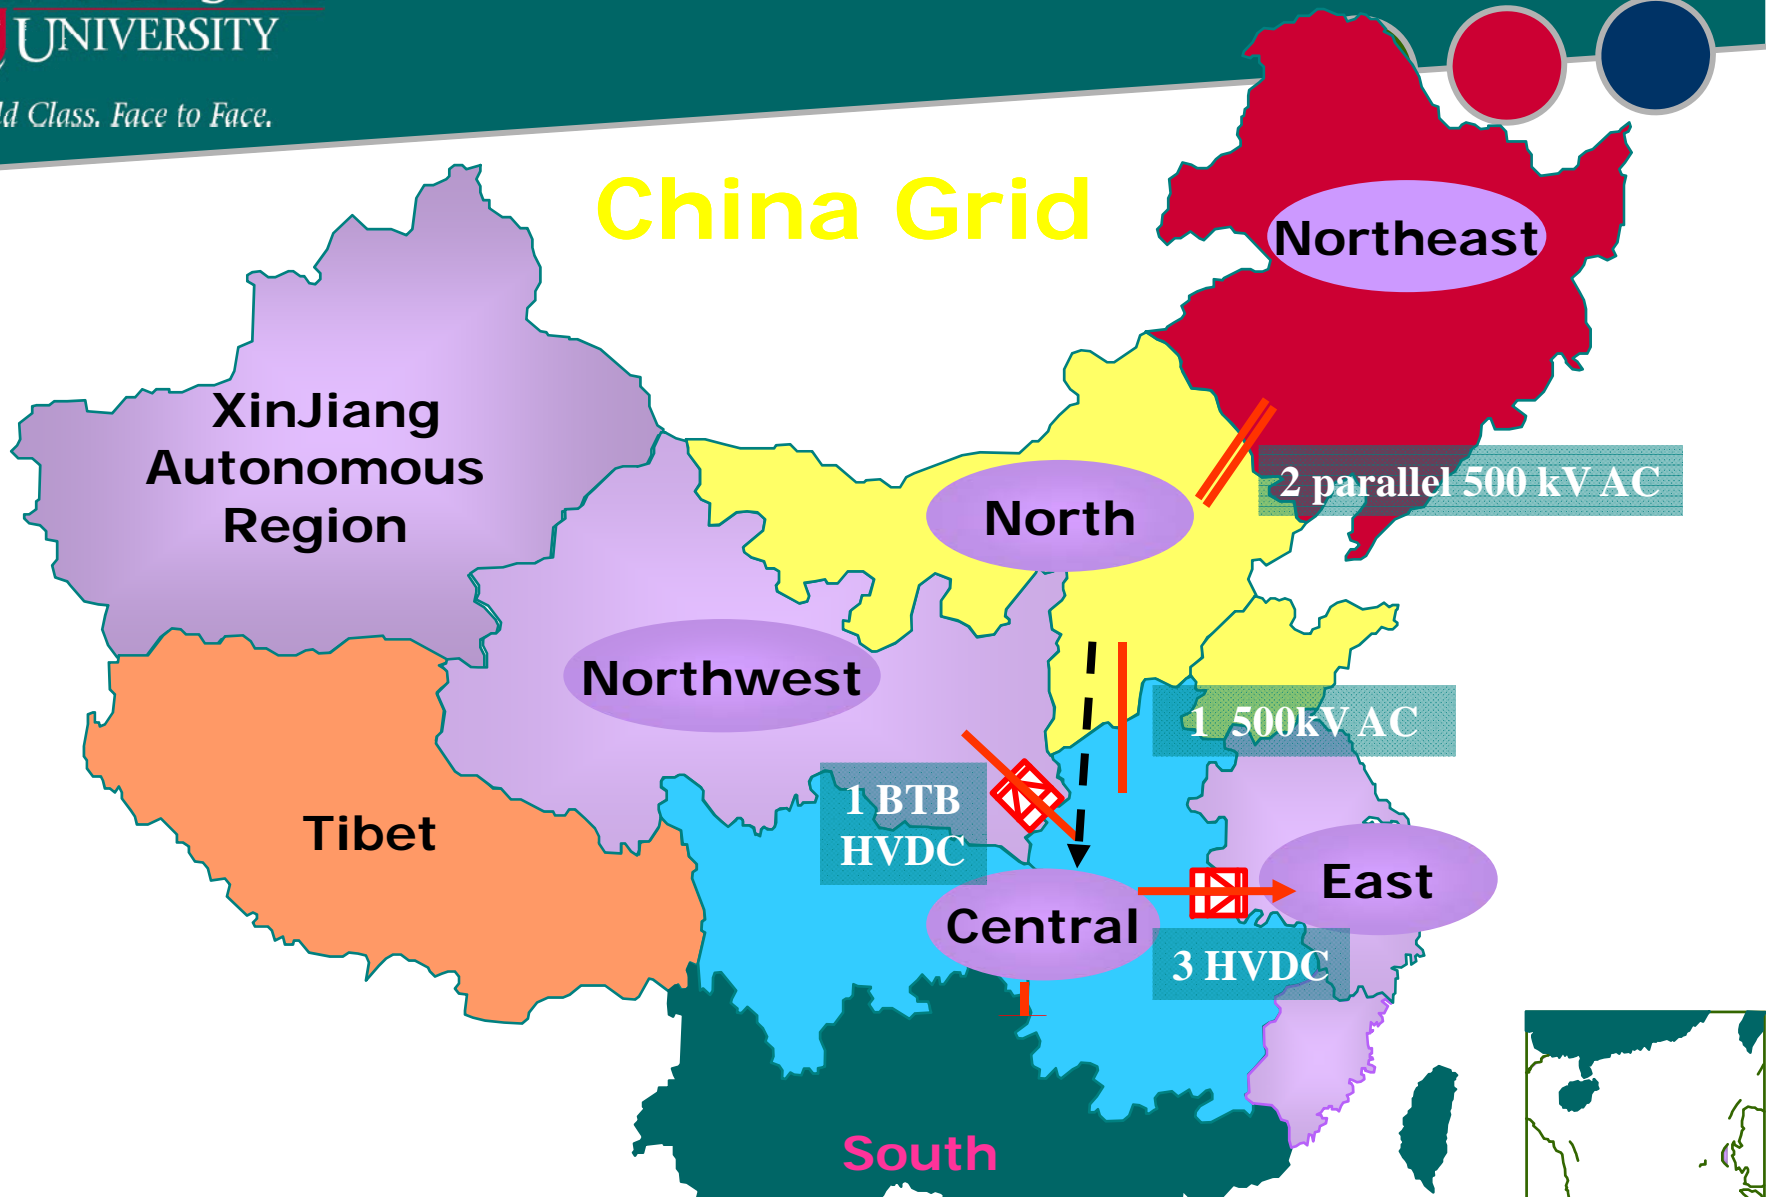 UNIVERSITY
Class. Face to Face.
China Grid
Northeast
XinJiang
Autonomous
Region
2 parallel 500 kV AC
North
Northwest
1 500kV AC
1 BTB
HVDC
Tibet
East
Central
3 HVDC
South